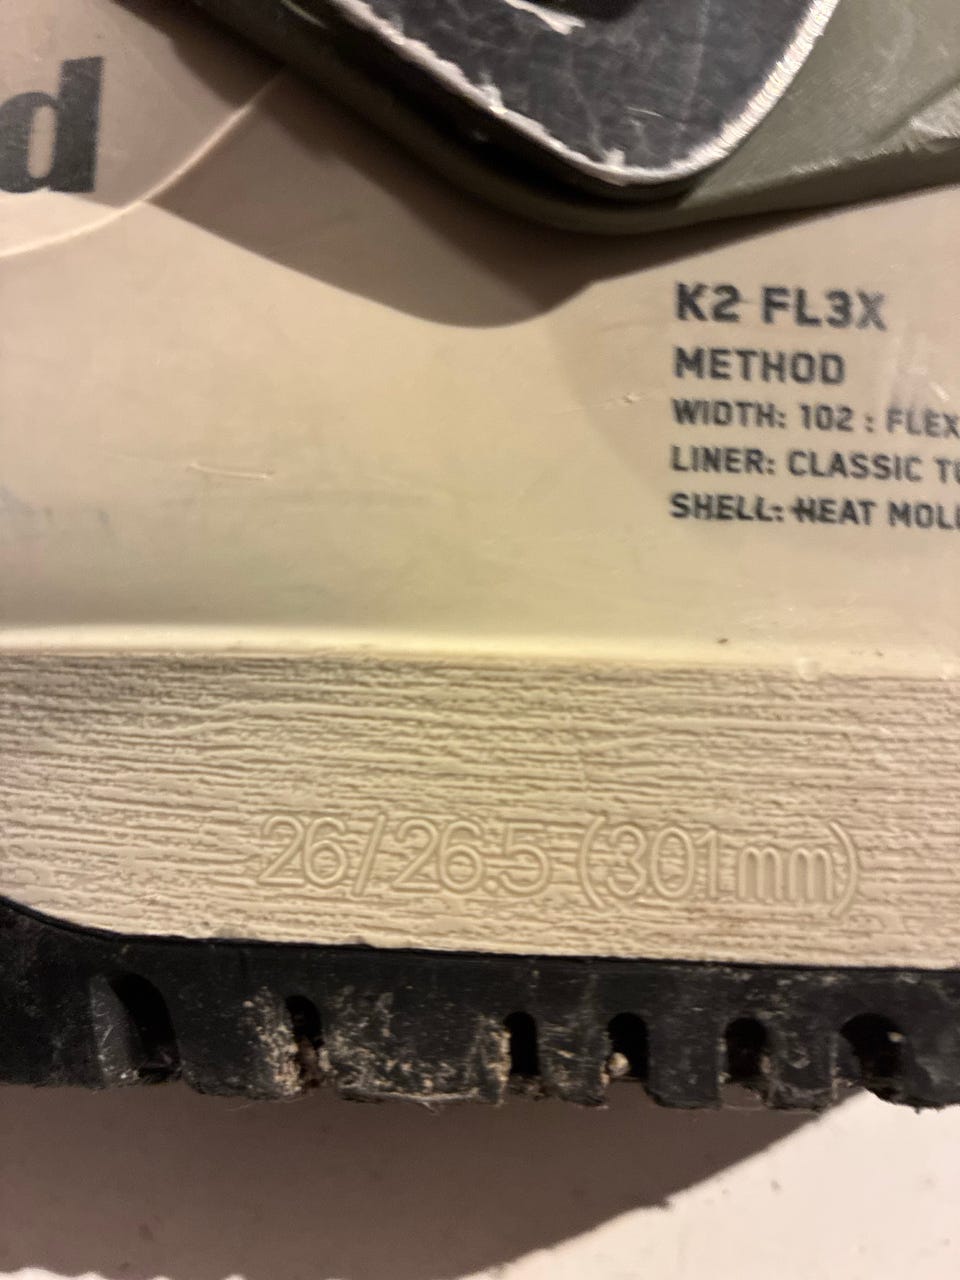 d
K2 FL3X
METHOD
WIDTH: 102 : FLEX
LINER: CLASSIC
SHELL: HEAT
26/26.5 (301mm)